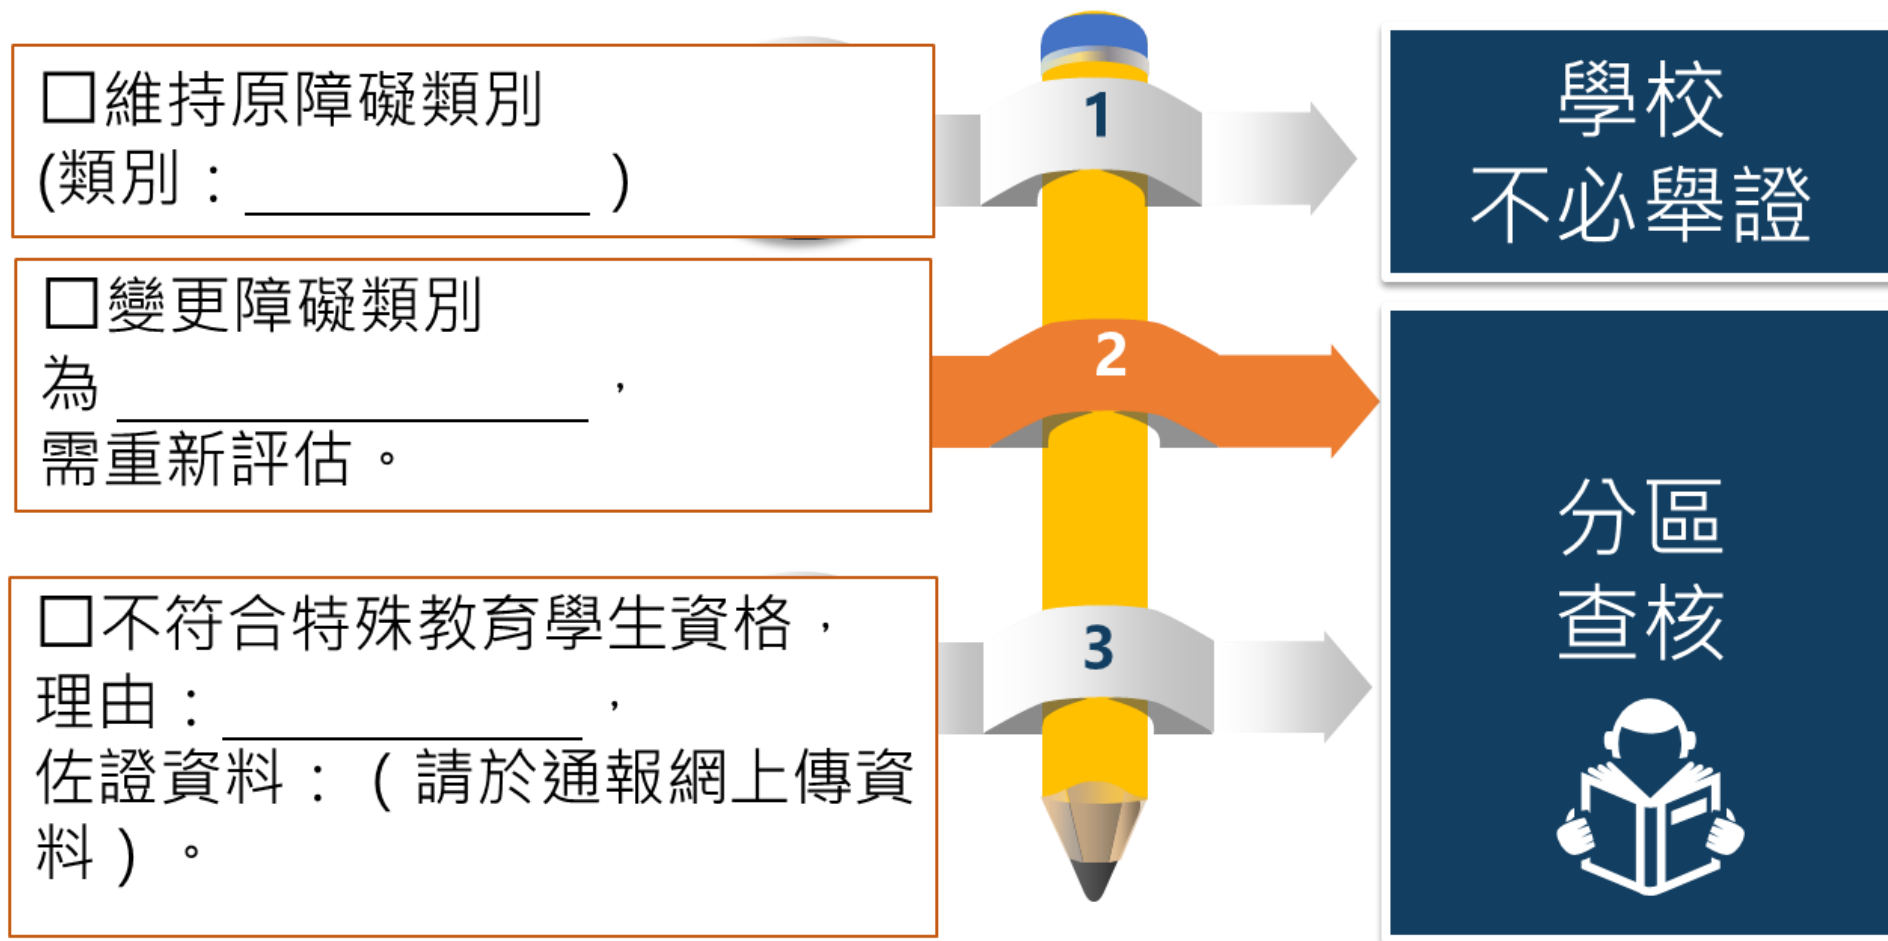 □維持原障礙類別
(類別：＿＿＿＿＿＿)
1
學校
不必舉證
□變更障礙類別
為＿＿＿＿＿＿＿＿，
需重新評估。
2
□不符合特殊教育學生資格，
理由：＿＿＿＿＿＿，
佐證資料：（請於通報網上傳資
料）。
3
分區
查核